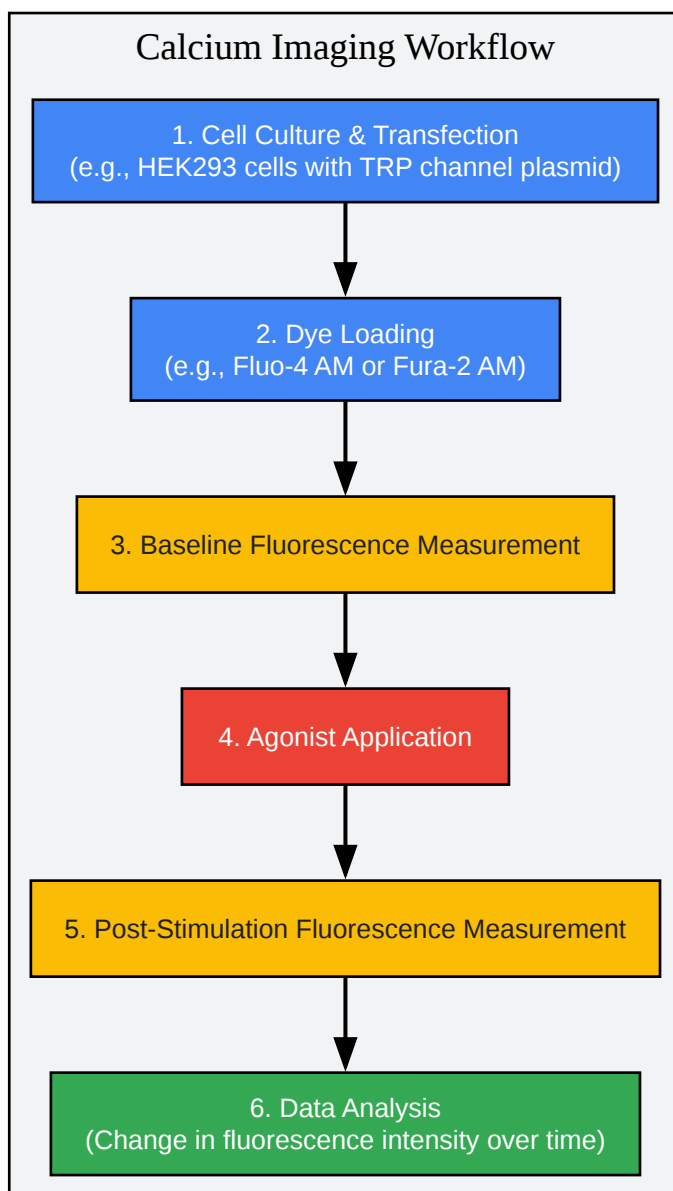 Calcium Imaging Workflow
1. Cell Culture & Transfection
(e.g., HEK293 cells with TRP channel plasmid)
2. Dye Loading
(e.g., Fluo-4 AM or Fura-2 AM)
3. Baseline Fluorescence Measurement
4. Agonist Application
5. Post-Stimulation Fluorescence Measurement
6. Data Analysis
(Change in fluorescence intensity over time)